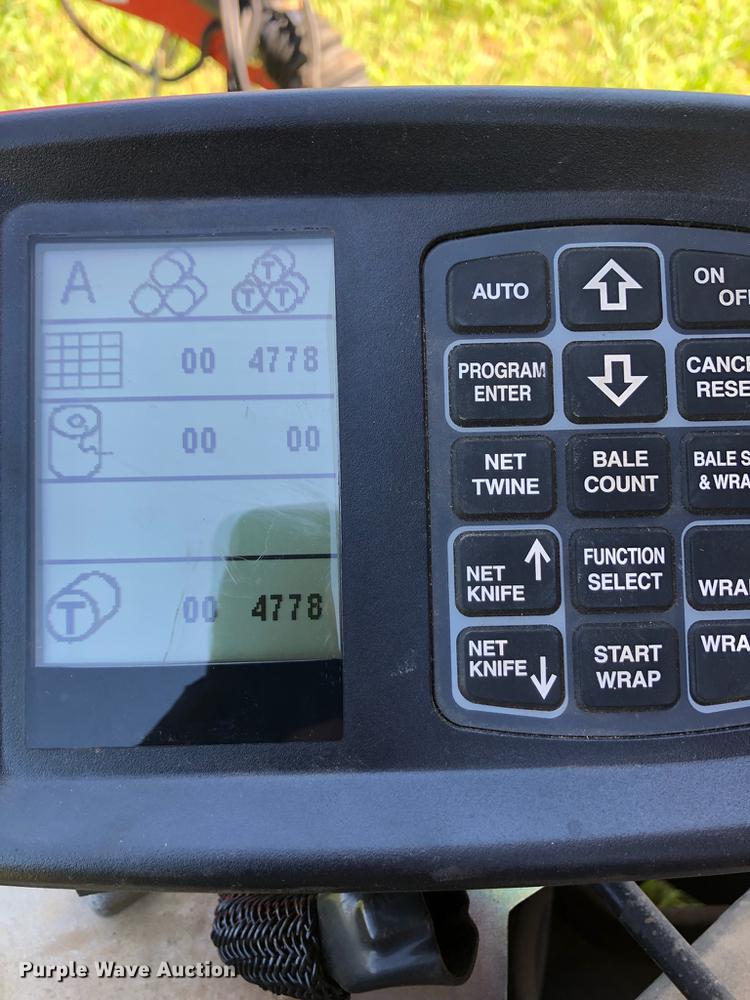 A
T
T T
00 4778
00 00
T 00 4778
AUTO
ON
PROGRAM
ENTER
NET
TWINE
BALE
COUNT
NET
KNIFE
FUNCTION
SELECT
NET
KNIFE
START
WRAP
BALE
& 
Purple Wave Auction